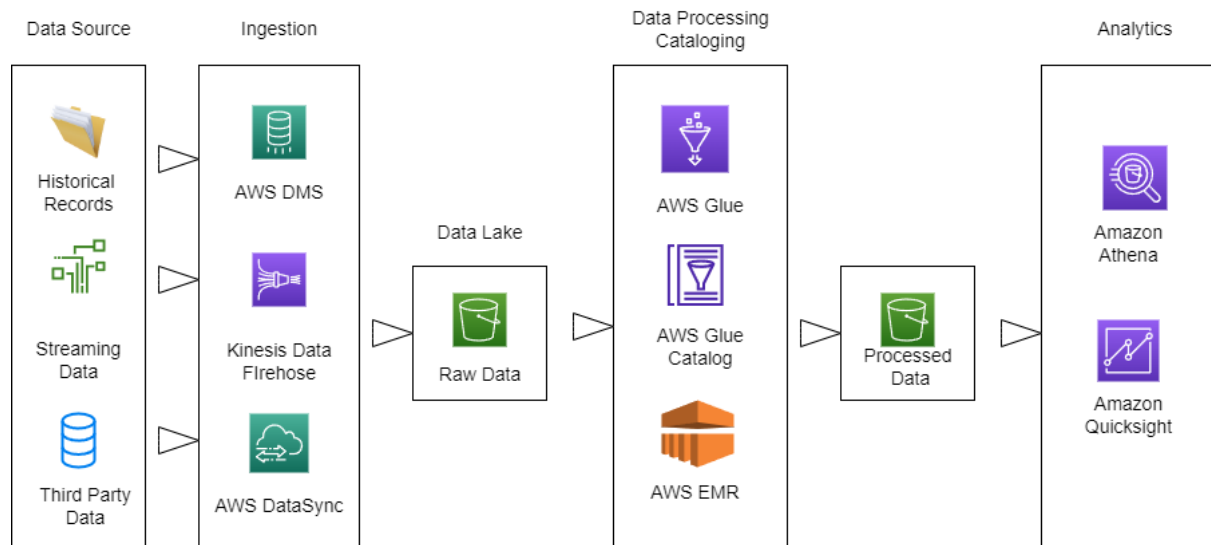 Data Source
Ingestion
Data Processing
Cataloging
Analytics
Historical
Records
Streaming
Data
Third Party
Data
AWS DMS
Kinesis Data
FIrehose
AWS DataSync
Data Lake
Raw Data
AWS Glue
AWS Glue
Catalog
AWS EMR
Processed
Data
Amazon
Athena
Amazon
Quicksight